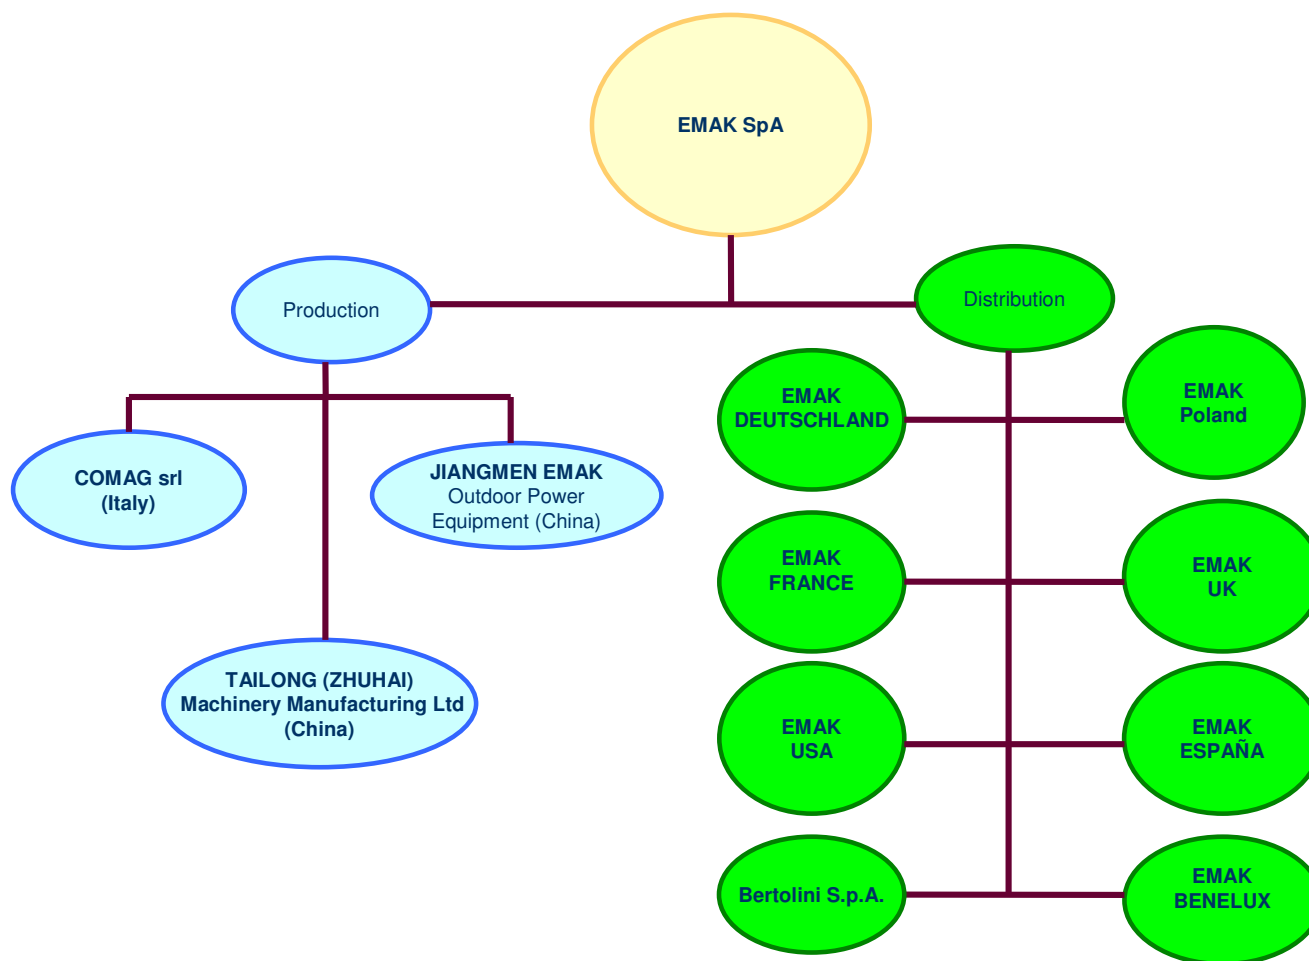 EMAK SpA
Production
Distribution
COMAG srl
(Italy)
JIANGMEN EMAK
Outdoor Power
Equipment (China)
TAILONG (ZHUHAI)
Machinery Manufacturing Ltd
(China)
EMAK
DEUTSCHLAND
EMAK
Poland
EMAK
FRANCE
EMAK
UK
EMAK
USA
EMAK
ESPAÑA
Bertolini S.p.A.
EMAK
BENELUX